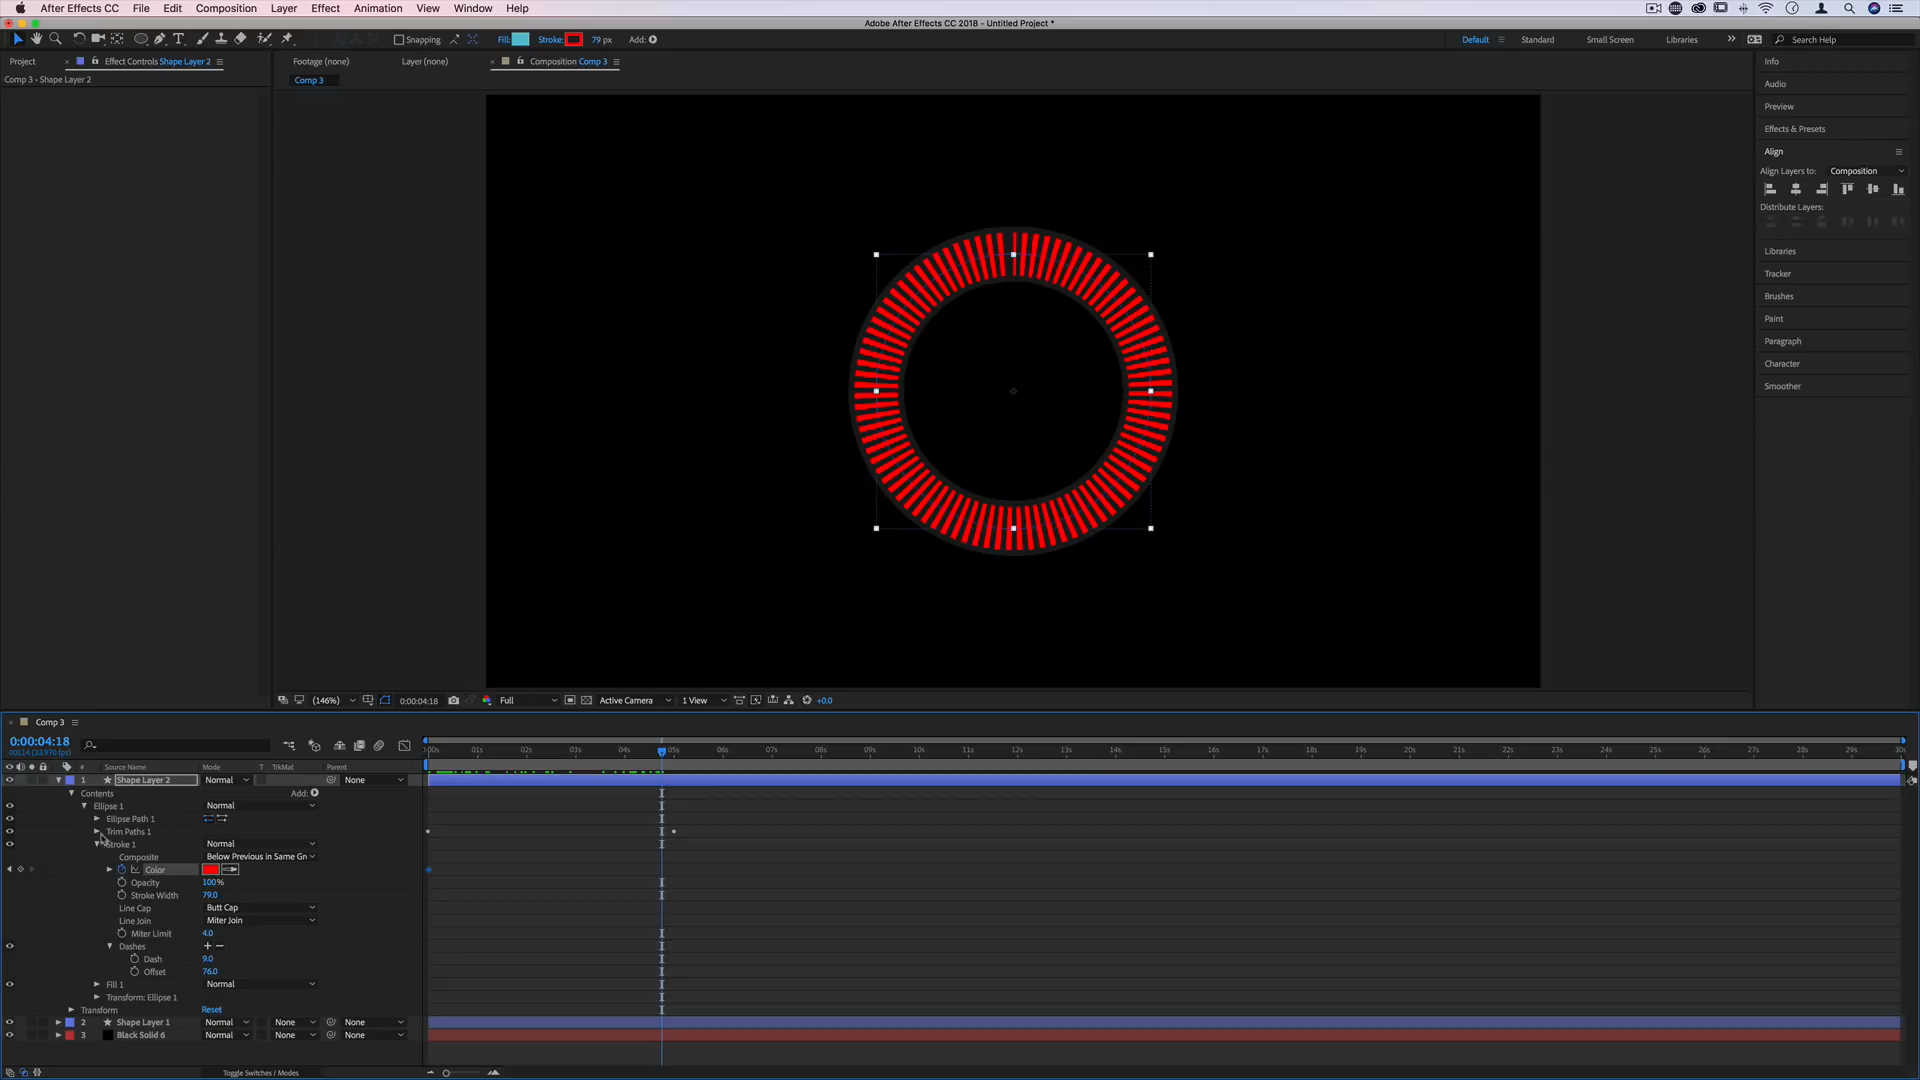 After Effects CC File Edit Composition Layer Effect Animation View Window Help
Adobe After Effects CC 2018 - Untitled Project *
Snapping Fill: Stroke: 79 px Add: Default Standard Small Screen Libraries Search Help
Project Effect Controls Shape Layer 2 Footage (none) Layer (none) Composition Comp 3 Info
Comp 3 • Shape Layer 2 Comp 3
Audio
Preview
Effects & Presets
Align
Align Layers to: Composition
Distribute Layers:
Libraries
Tracker
Brushes
Paint
Paragraph
Character
Smoother
(146%) 0:00:04:18 Full Active Camera 1 View +0.0
Comp 3
0:00:04:18
00114 (23.970 fps)
:00s 01s 02s 03s 04s 05s 06s 07s 08s 09s 10s 11s 12s 13s 14s 15s 16s 17s 18s 19s 20s 21s 22s 23s 24s 25s 26s 27s 28s 29s 30s
# Source Name Mode T TrkMat Parent
1 Shape Layer 2 Normal None
Contents Add:
Ellipse 1 Normal
Ellipse Path 1
Trim Paths 1
Stroke 1 Normal
Composite Below Previous in Same Gr
Color
Opacity 100%
Stroke Width 79.0
Line Cap Butt Cap
Line Join Miter Join
Miter Limit 4.0
Dashes + −
Dash 9.0
Offset 76.0
Fill 1 Normal
Transform: Ellipse 1
Transform Reset
2 Shape Layer 1 Normal None None
3 Black Solid 6 Normal None None
Toggle Switches / Modes